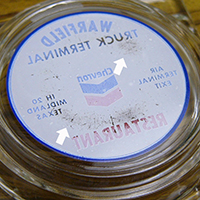 WARFIELD
TRUCK TERMINAL
Chevron
AIR
TERMINAL
EXIT
IH 20
MIDLAND
TEXAS
RESTAURANT